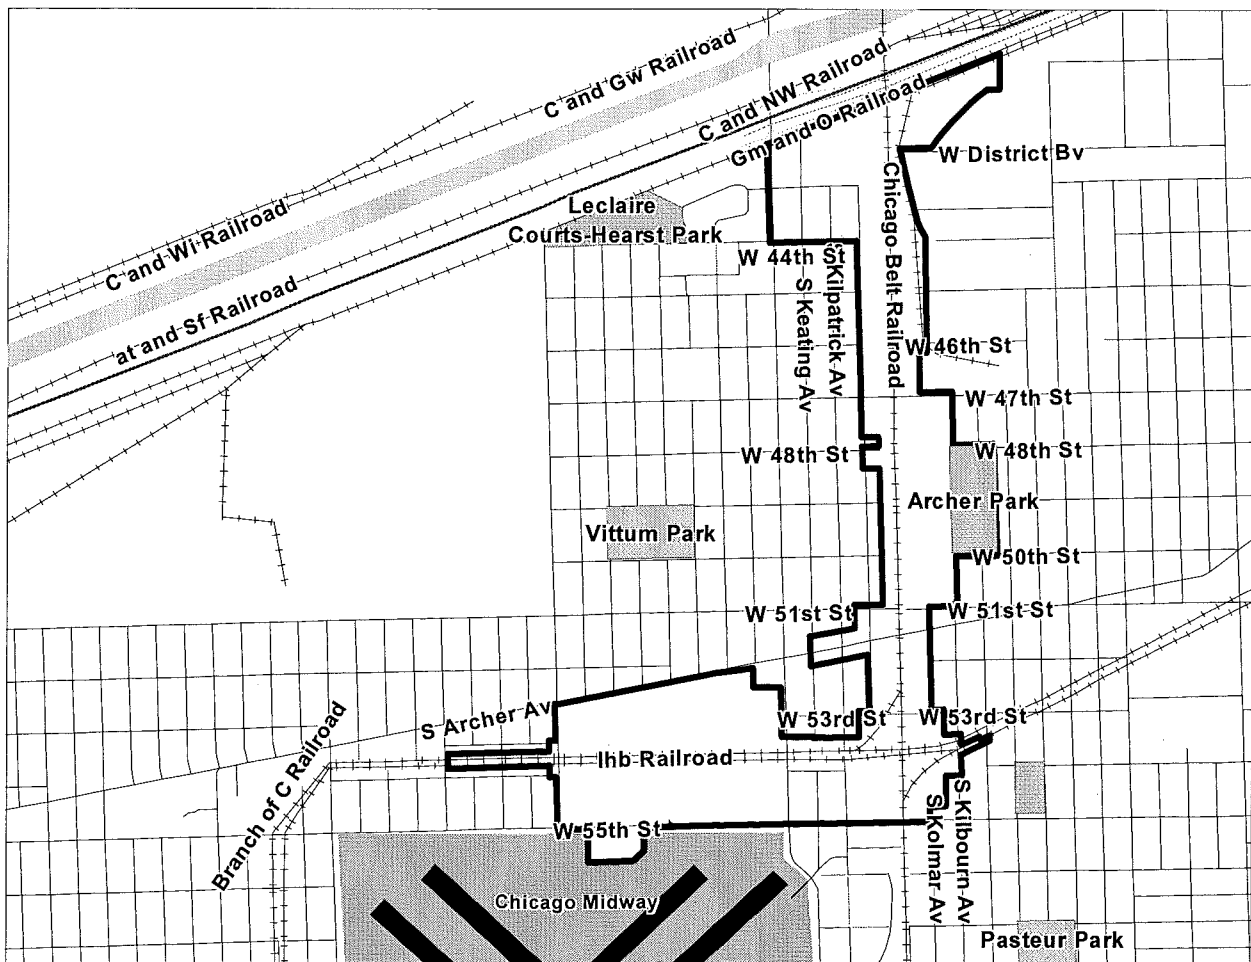 C and Gw Railroad
C and NW Railroad
Gm and O Railroad
W District Bv
Chicago Belt Railroad
Leclaire
Courts-Hearst Park
C and Wi Railroad
W 44th St
Kilpatrick Av
S Keating Av
at and Sf Railroad
W 46th St
W 47th St
W 48th St
W 48th St
Archer Park
Vittum Park
W 50th St
W 51st St
W 51st St
S Archer Av
W 53rd St
W 53rd St
Ihb Railroad
Branch of C Railroad
S Kilbourn Av
S Kolmar Av
W 55th St
Chicago Midway
Pasteur Park